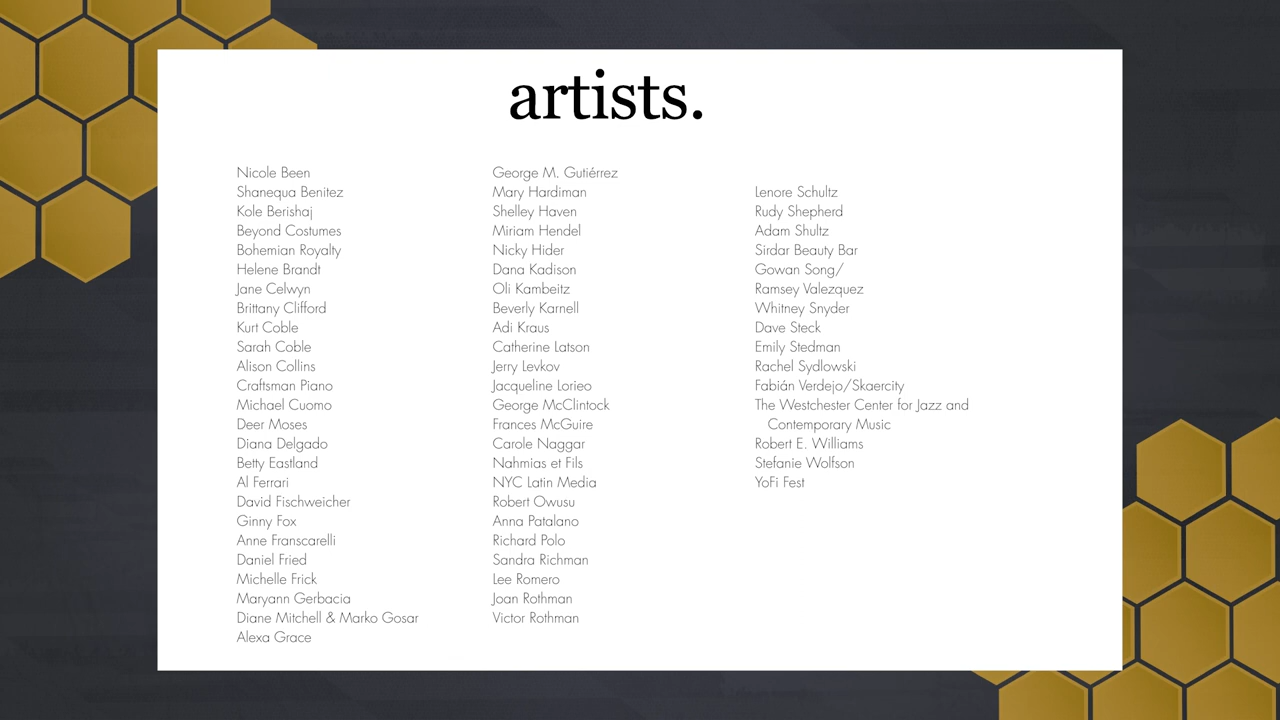 artists.
Nicole Been
Shanequa Benitez
Kole Berishaj
Beyond Costumes
Bohemian Royalty
Helene Brandt
Jane Celwyn
Brittany Clifford
Kurt Coble
Sarah Coble
Alison Collins
Craftsman Piano
Michael Cuomo
Deer Moses
Diana Delgado
Betty Eastland
Al Ferrari
David Fischweicher
Ginny Fox
Anne Franscarelli
Daniel Fried
Michelle Frick
Maryann Gerbacia
Diane Mitchell & Marko Gosar
Alexa Grace
George M. Gutiérrez
Mary Hardiman
Shelley Haven
Miriam Hendel
Nicky Hider
Dana Kadison
Oli Kambeitz
Beverly Karnell
Adi Kraus
Catherine Latson
Jerry Levkov
Jacqueline Lorieo
George McClintock
Frances McGuire
Carole Naggar
Nahmias et Fils
NYC Latin Media
Robert Owusu
Anna Patalano
Richard Polo
Sandra Richman
Lee Romero
Joan Rothman
Victor Rothman
Lenore Schultz
Rudy Shepherd
Adam Shultz
Sirdar Beauty Bar
Gowan Song/
Ramsey Valezquez
Whitney Snyder
Dave Steck
Emily Stedman
Rachel Sydlowski
Fabián Verdejo/Skaercity
The Westchester Center for Jazz and
Contemporary Music
Robert E. Williams
Stefanie Wolfson
YoFi Fest